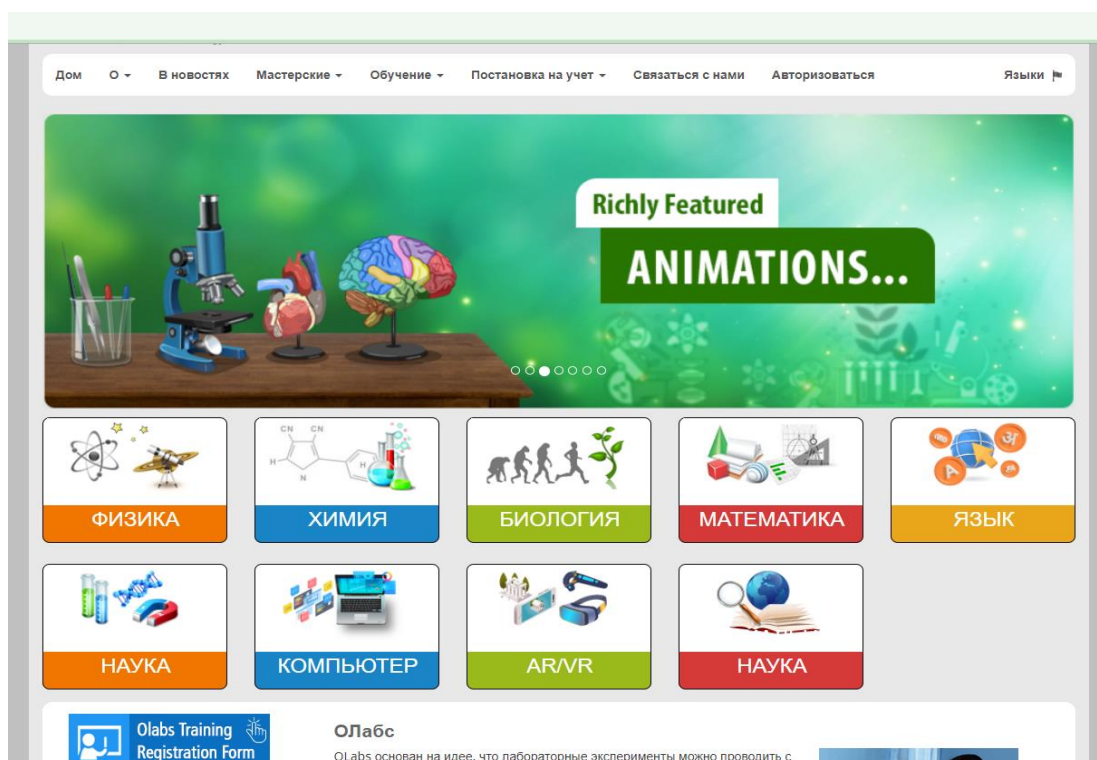 Дом О В новостях Мастерские Обучение Постановка на учет Связаться с нами Авторизоваться Языки
Richly Featured
ANIMATIONS...
CN CN
H N H
ФИЗИКА ХИМИЯ БИОЛОГИЯ МАТЕМАТИКА ЯЗЫК
НАУКА КОМПЬЮТЕР AR/VR НАУКА
Olabs Training
Registration Form
ОЛабс
OLabs основан на идее, что лабораторные эксперименты можно проводить с